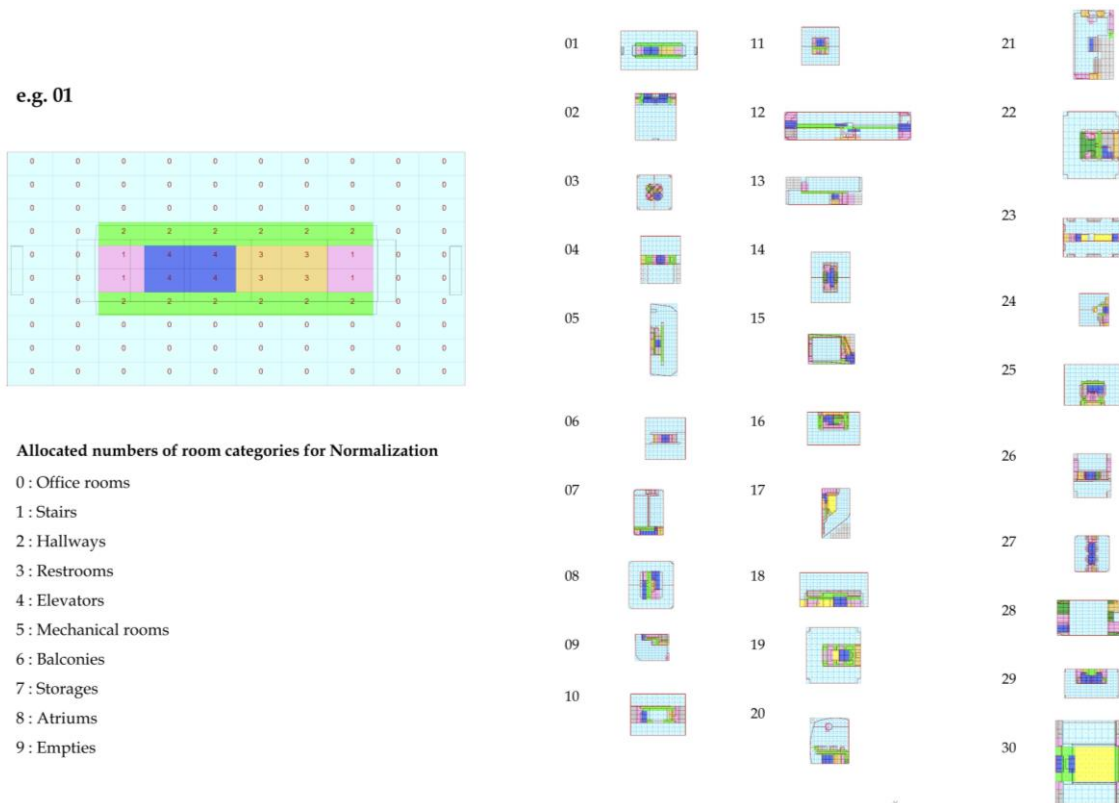 e.g. 01
0 0 0 0 0 0 0 0 0 0
0 0 0 0 0 0 0 0 0 0
0 0 0 0 0 0 0 0 0 0
0 0 2 2 2 2 2 2 0 0
0 0 1 4 4 3 3 1 0 0
0 0 1 4 4 3 3 1 0 0
0 0 2 2 2 2 2 2 0 0
0 0 0 0 0 0 0 0 0 0
0 0 0 0 0 0 0 0 0 0
0 0 0 0 0 0 0 0 0 0
Allocated numbers of room categories for Normalization
0 : Office rooms
1 : Stairs
2 : Hallways
3 : Restrooms
4 : Elevators
5 : Mechanical rooms
6 : Balconies
7 : Storages
8 : Atriums
9 : Empties
01
02
03
04
05
06
07
08
09
10
11
12
13
14
15
16
17
18
19
20
21
22
23
24
25
26
27
28
29
30